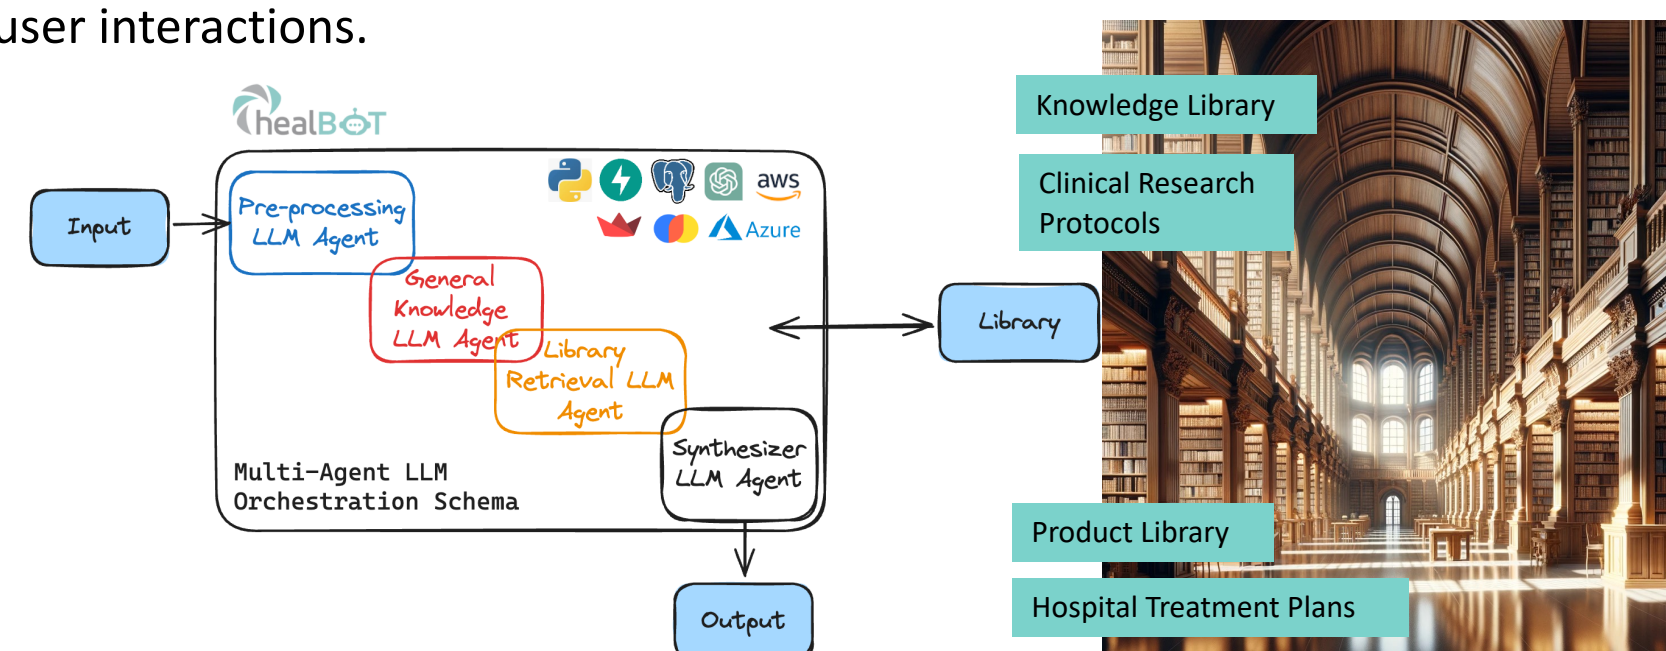 user interactions.
healBOT
Input
Pre-processing
LLM Agent
General
Knowledge
LLM Agent
Library
Retrieval LLM
Agent
Synthesizer
LLM Agent
Multi-Agent LLM
Orchestration Schema
aws
Azure
Output
Library
Knowledge Library
Clinical Research
Protocols
Product Library
Hospital Treatment Plans